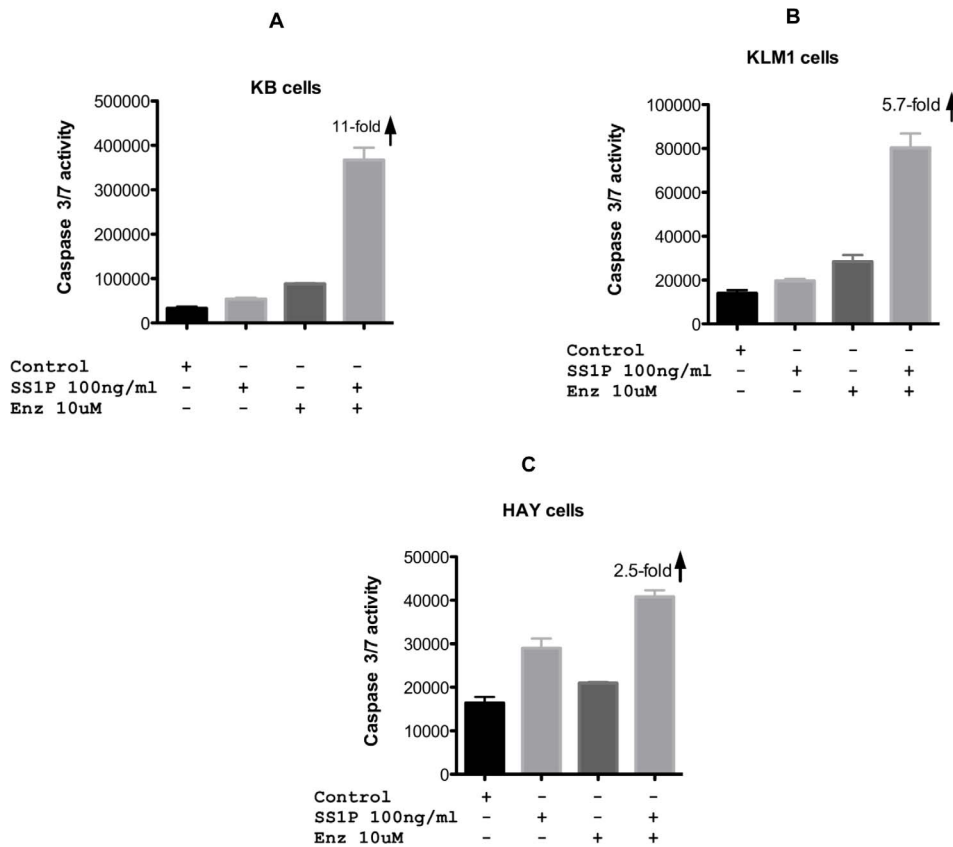 A
KB cells
Caspase 3/7 activity
500000
400000
300000
200000
100000
0
11-fold
Control + – – –
SS1P 100ng/ml – + – +
Enz 10uM – – + +
B
KLM1 cells
Caspase 3/7 activity
100000
80000
60000
40000
20000
0
5.7-fold
Control + – – –
SS1P 100ng/ml – + – +
Enz 10uM – – + +
C
HAY cells
Caspase 3/7 activity
50000
40000
30000
20000
10000
0
2.5-fold
Control + – – –
SS1P 100ng/ml – + – +
Enz 10uM – – + +